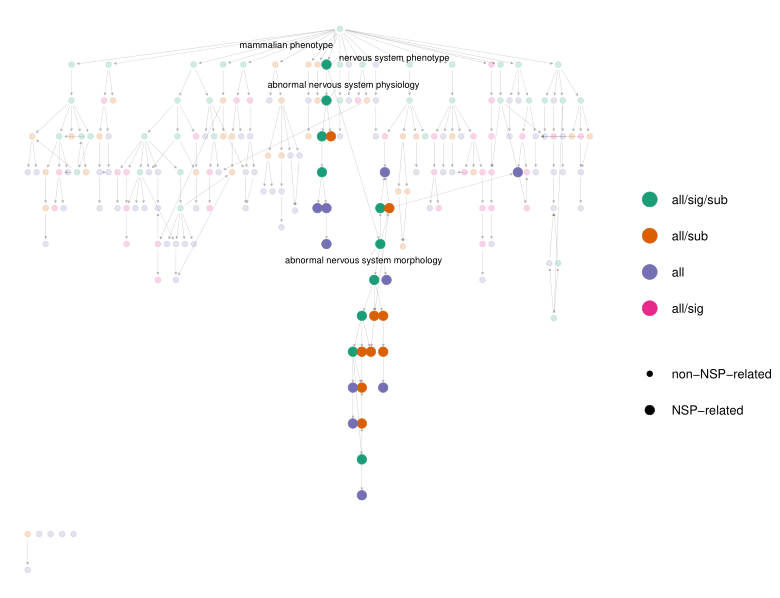 mammalian phenotype
nervous system phenotype
abnormal nervous system physiology
abnormal nervous system morphology
all/sig/sub
all/sub
all
all/sig
non−NSP−related
NSP−related